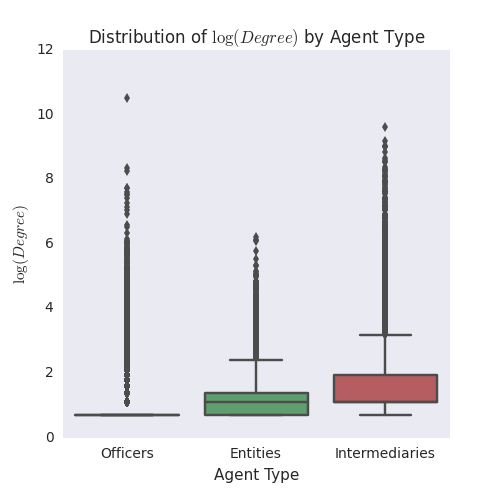 Distribution of log(Degree) by Agent Type
12
10
8
6
4
2
0
log(Degree)
Officers Entities Intermediaries
Agent Type